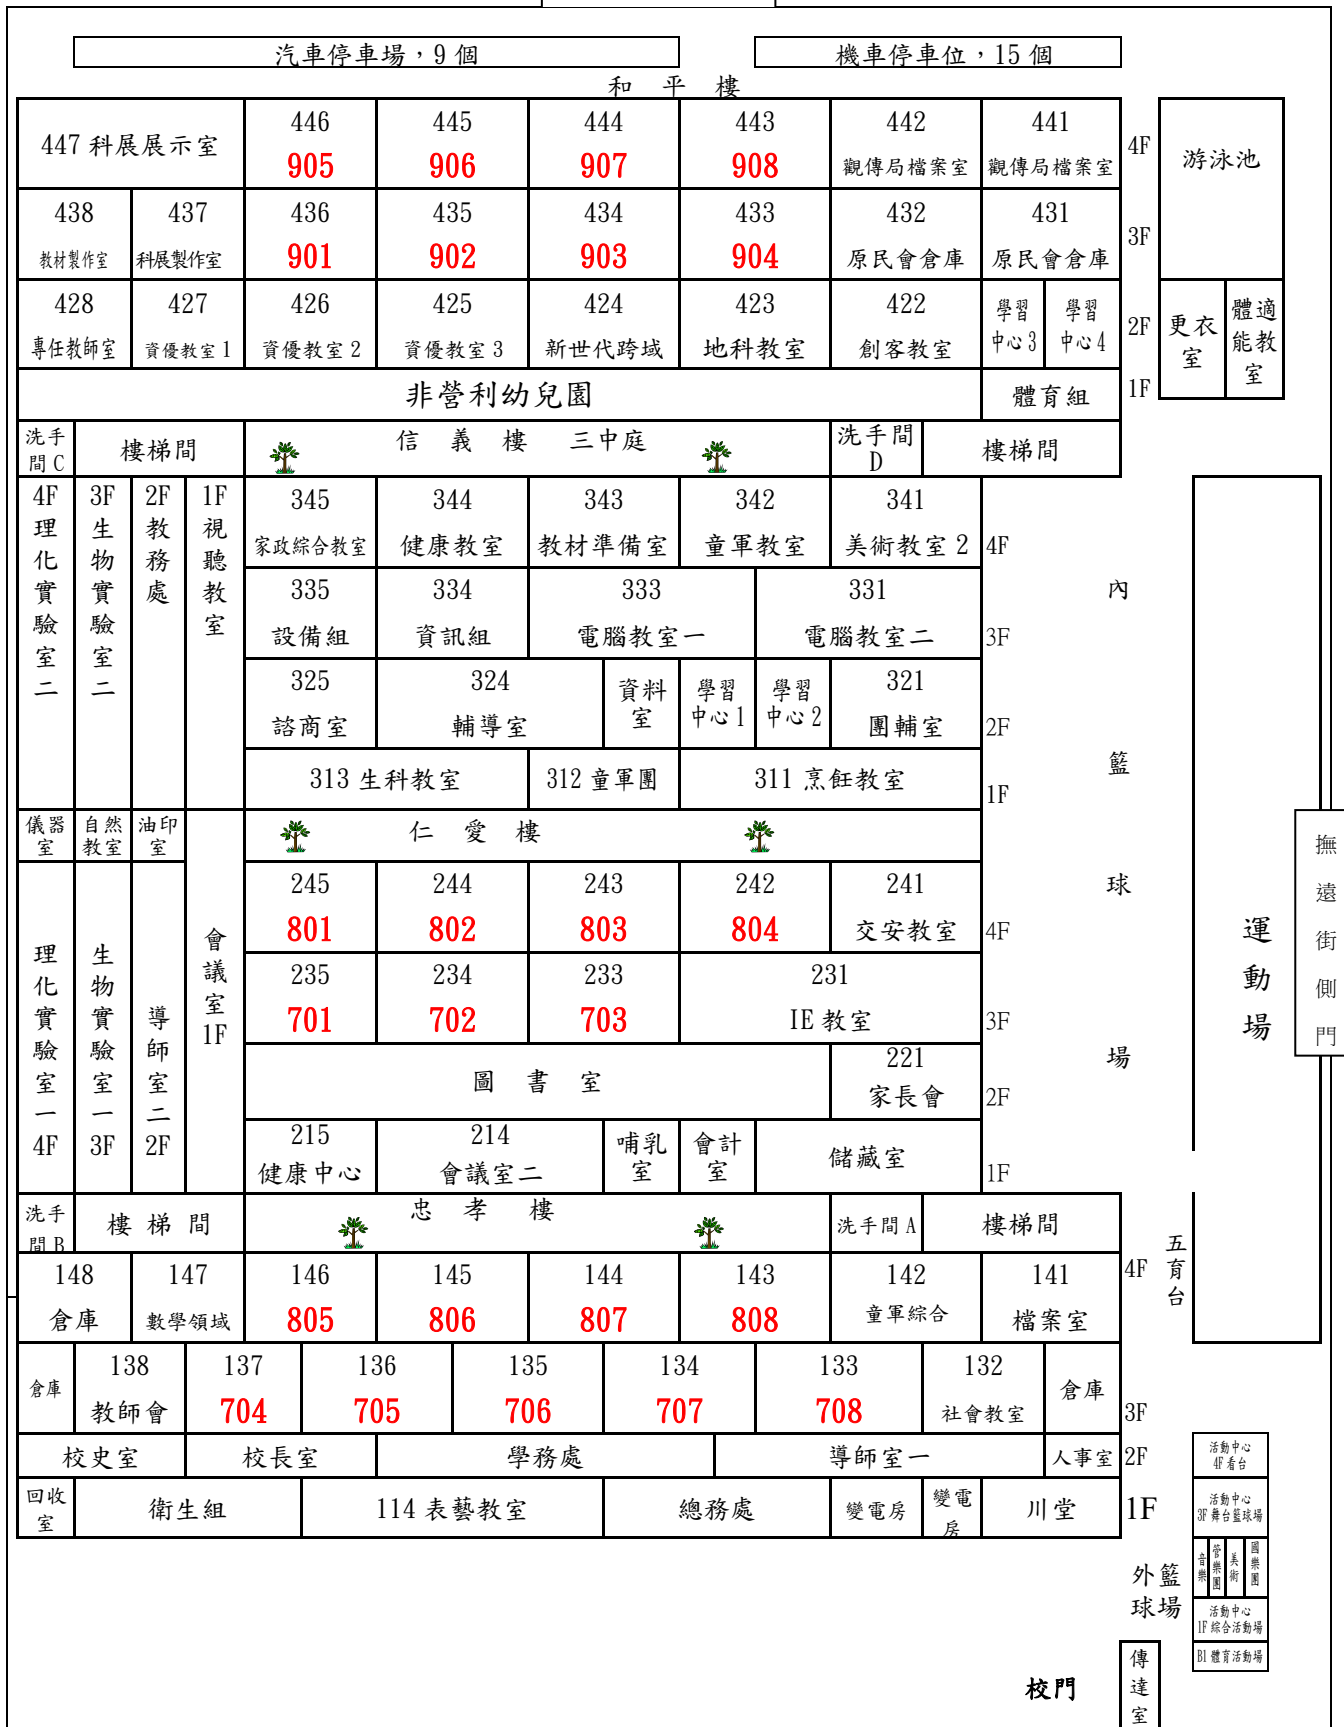 汽車停車場，9 個 機車停車位，15 個
和 平 樓
447 科展展示室 446 445 444 443 442 441
905 906 907 908 觀傳局檔案室 觀傳局檔案室
4F
游泳池
438 437 436 435 434 433 432 431
教材製作室 科展製作室 901 902 903 904 原民會倉庫 原民會倉庫
3F
428 427 426 425 424 423 422 學習 學習
專任教師室 資優教室 1 資優教室 2 資優教室 3 新世代跨域 地科教室 創客教室 中心 3 中心 4
2F
更衣
室
體適
能教
室
非營利幼兒園 體育組 1F
洗手
間 C
樓梯間 信 義 樓 三中庭
洗手間
D
樓梯間
4F
理
化
實
驗
室
二
3F
生
物
實
驗
室
二
2F
教
務
處
1F
視
聽
教
室
345 344 343 342 341
家政綜合教室 健康教室 教材準備室 童軍教室 美術教室 2
4F
335 334 333 331
設備組 資訊組 電腦教室一 電腦教室二
3F
325 324 資料 學習 學習 321
諮商室 輔導室 室 中心 1 中心 2 團輔室
2F
313 生科教室 312 童軍團 311 烹飪教室
1F
內
籃
球
場
運
動
場
撫
遠
街
側
門
儀器
室
自然
教室
油印
室
仁 愛 樓
理
化
實
驗
室
一
4F
生
物
實
驗
室
一
3F
導
師
室
二
2F
會
議
室
1F
245 244 243 242 241
801 802 803 804 交安教室
4F
235 234 233 231
701 702 703 IE 教室
3F
圖 書 室 221
家長會
2F
215 214 哺乳 會計 儲藏室
健康中心 會議室二 室 室
1F
洗手
間 B
樓 梯 間 忠 孝 樓 洗手間 A 樓梯間
五
育
台
148 147 146 145 144 143 142 141
倉庫 數學領域 805 806 807 808 童軍綜合 檔案室
4F
倉庫 138 137 136 135 134 133 132 倉庫
教師會 704 705 706 707 708 社會教室
3F
校史室 校長室 學務處 導師室一 人事室 2F
回收
室
衛生組 114 表藝教室 總務處 變電房 變電
房
川堂 1F
活動中心
4F 看台
活動中心
3F 舞台籃球場
音
樂
管
樂
團
美
術
國
樂
團
活動中心
1F 綜合活動場
B1 體育活動場
外籃
球場
校門
傳
達
室